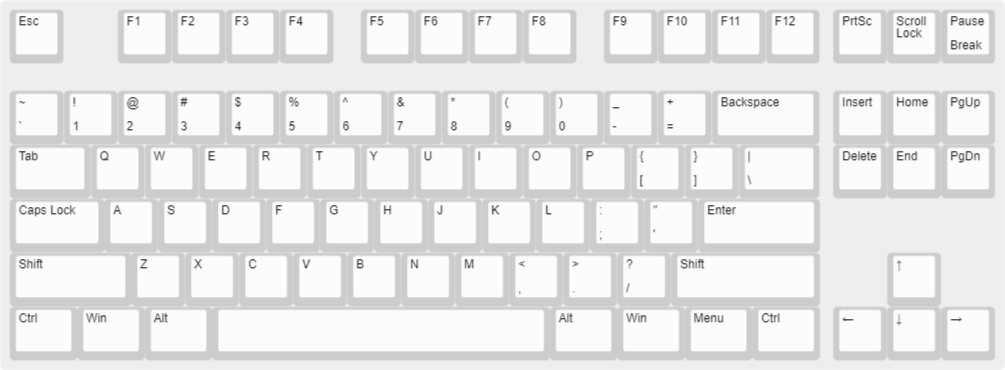 Esc F1 F2 F3 F4 F5 F6 F7 F8 F9 F10 F11 F12 PrtSc Scroll Pause
Lock
Break
~ ! @ # $ % ^ & * ( ) _ + Backspace Insert Home PgUp
` 1 2 3 4 5 6 7 8 9 0 - =
Tab Q W E R T Y U I O P { } | Delete End PgDn
[ ] \
Caps Lock A S D F G H J K L : " Enter
; '
Shift Z X C V B N M < > ? Shift ↑
, . /
Ctrl Win Alt Alt Win Menu Ctrl ← ↓ →